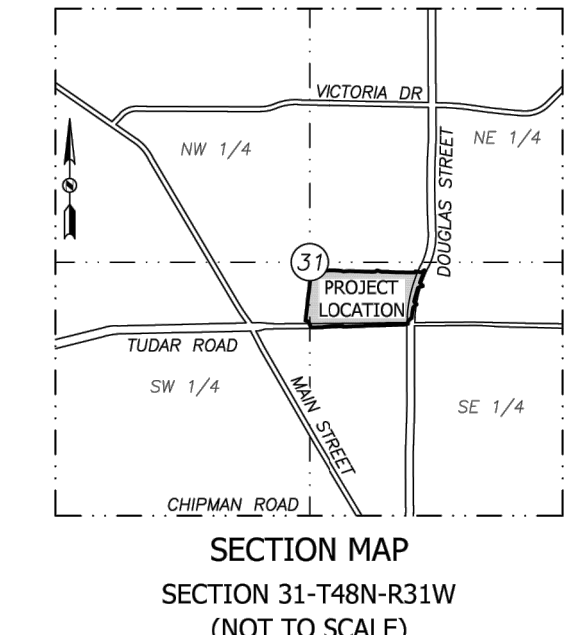 VICTORIA DR
NW 1/4
NE 1/4
DOUGLAS STREET
31
PROJECT
LOCATION
TUDAR ROAD
SW 1/4
MAIN STREET
SE 1/4
CHIPMAN ROAD
SECTION MAP
SECTION 31-T48N-R31W
(NOT TO SCALE)